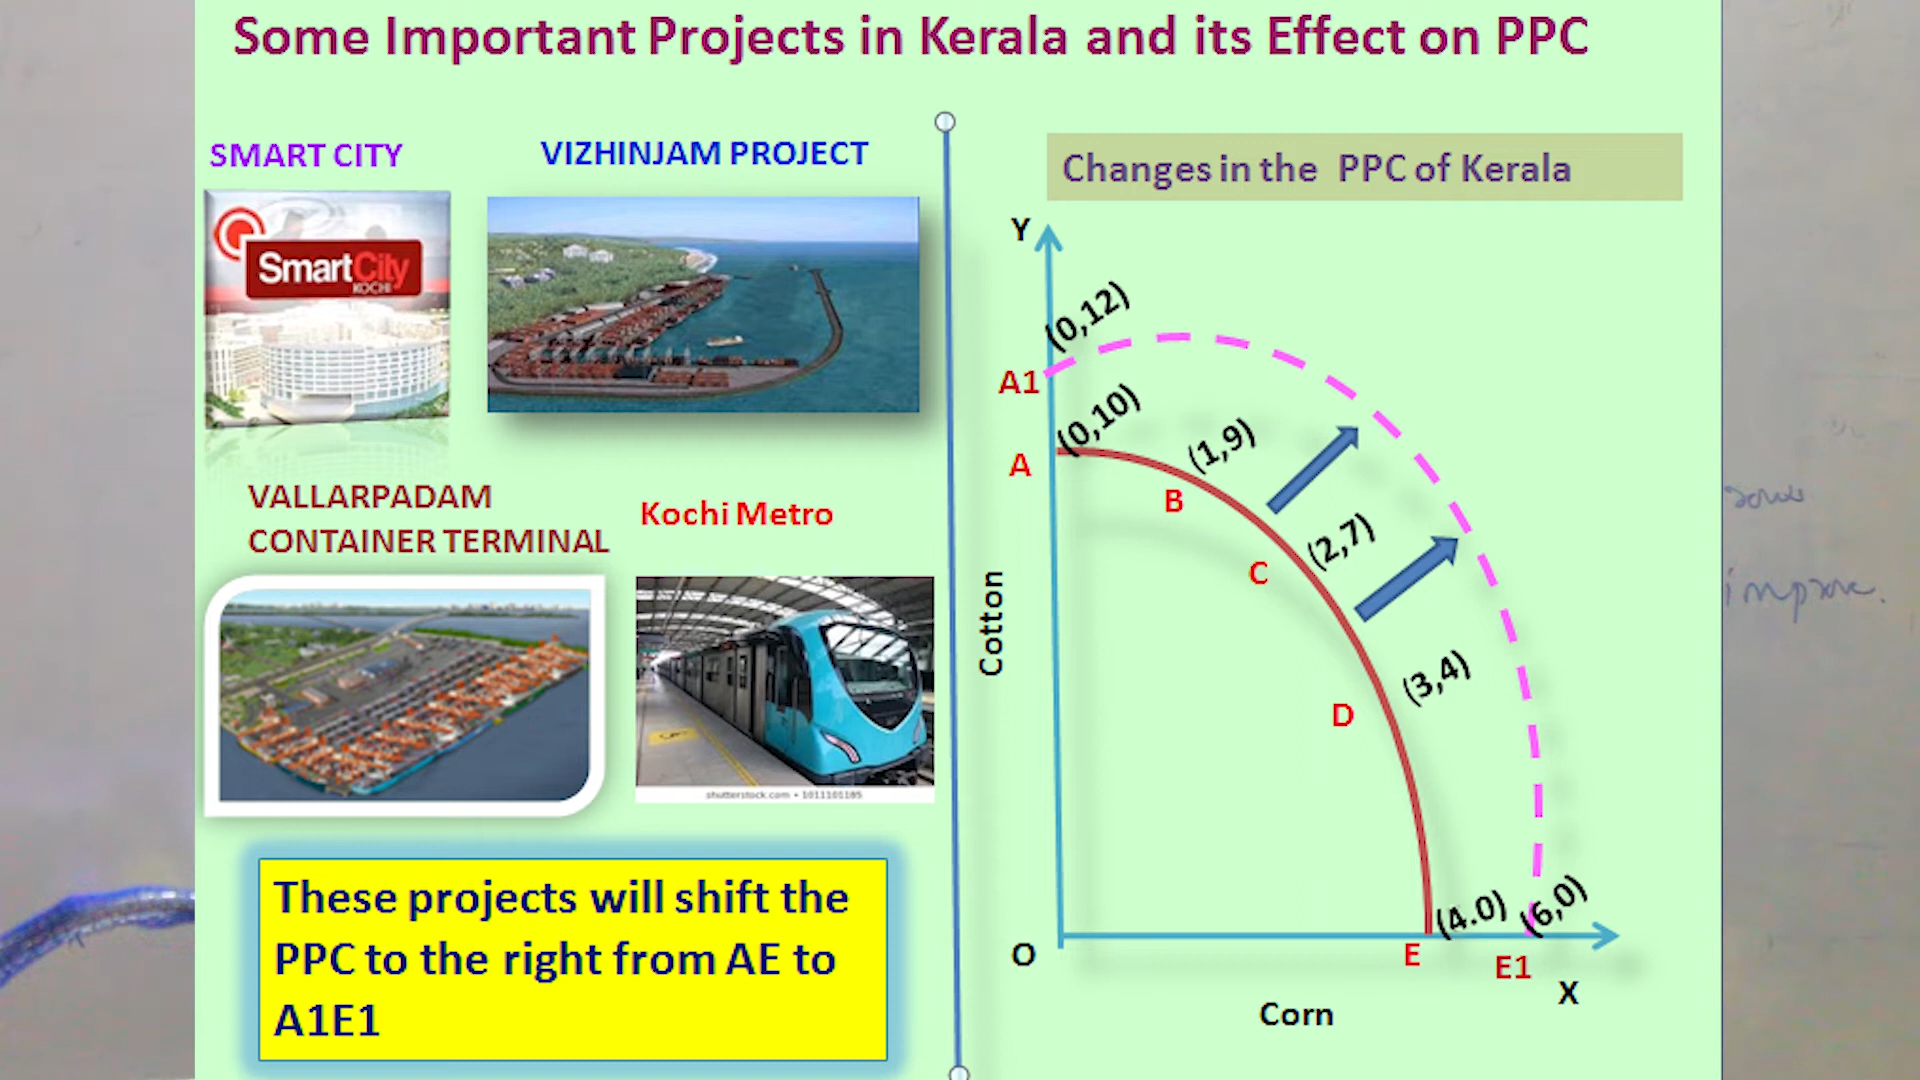 Some Important Projects in Kerala and its Effect on PPC
SMART CITY
VIZHINJAM PROJECT
SmartCity
KOCHI
VALLARPADAM
CONTAINER TERMINAL
Kochi Metro
shutterstock.com • 1011101185
These projects will shift the
PPC to the right from AE to
A1E1
Changes in the PPC of Kerala
Y
(0,12)
A1
(0,10)
A
(1,9)
B
(2,7)
C
(3,4)
D
Cotton
(4.0)
(6,0)
O
E
E1
X
Corn